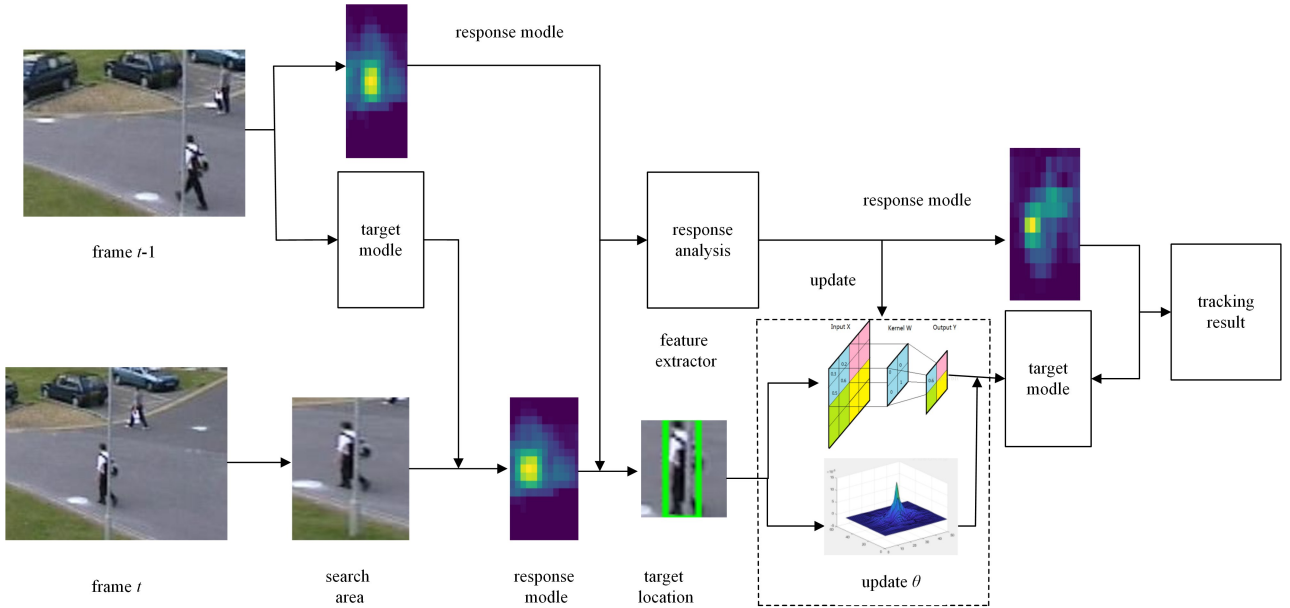 response modle
frame t-1
target
modle
response
analysis
response modle
update
tracking
result
feature
extractor
Input X
Kernel W
Output Y
target
modle
frame t
search
area
response
modle
target
location
update θ